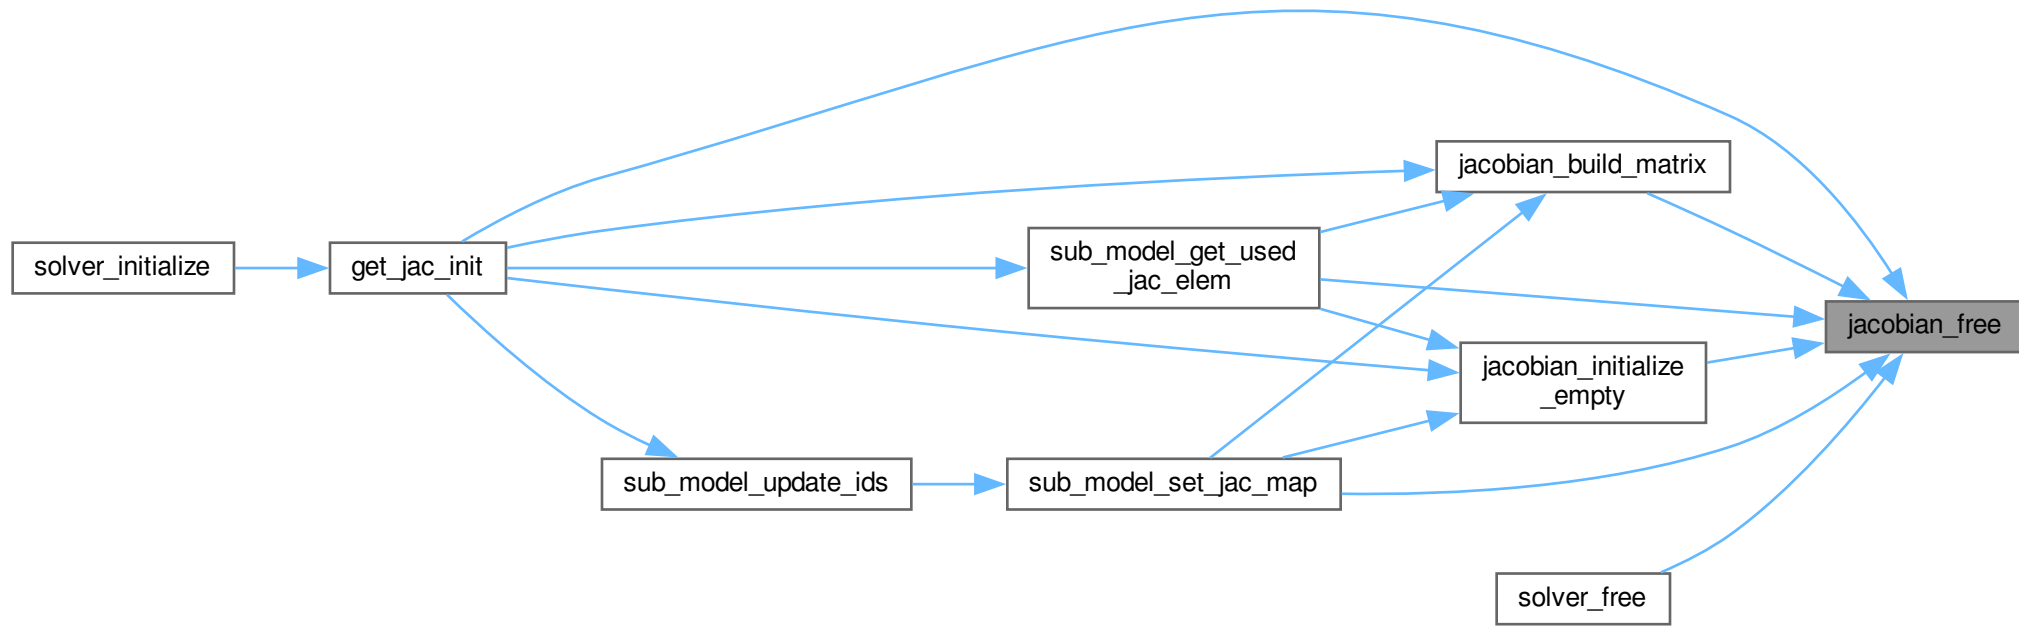 jacobian_build_matrix
solver_initialize
get_jac_init
sub_model_get_used
_jac_elem
jacobian_free
jacobian_initialize
_empty
sub_model_update_ids
sub_model_set_jac_map
solver_free